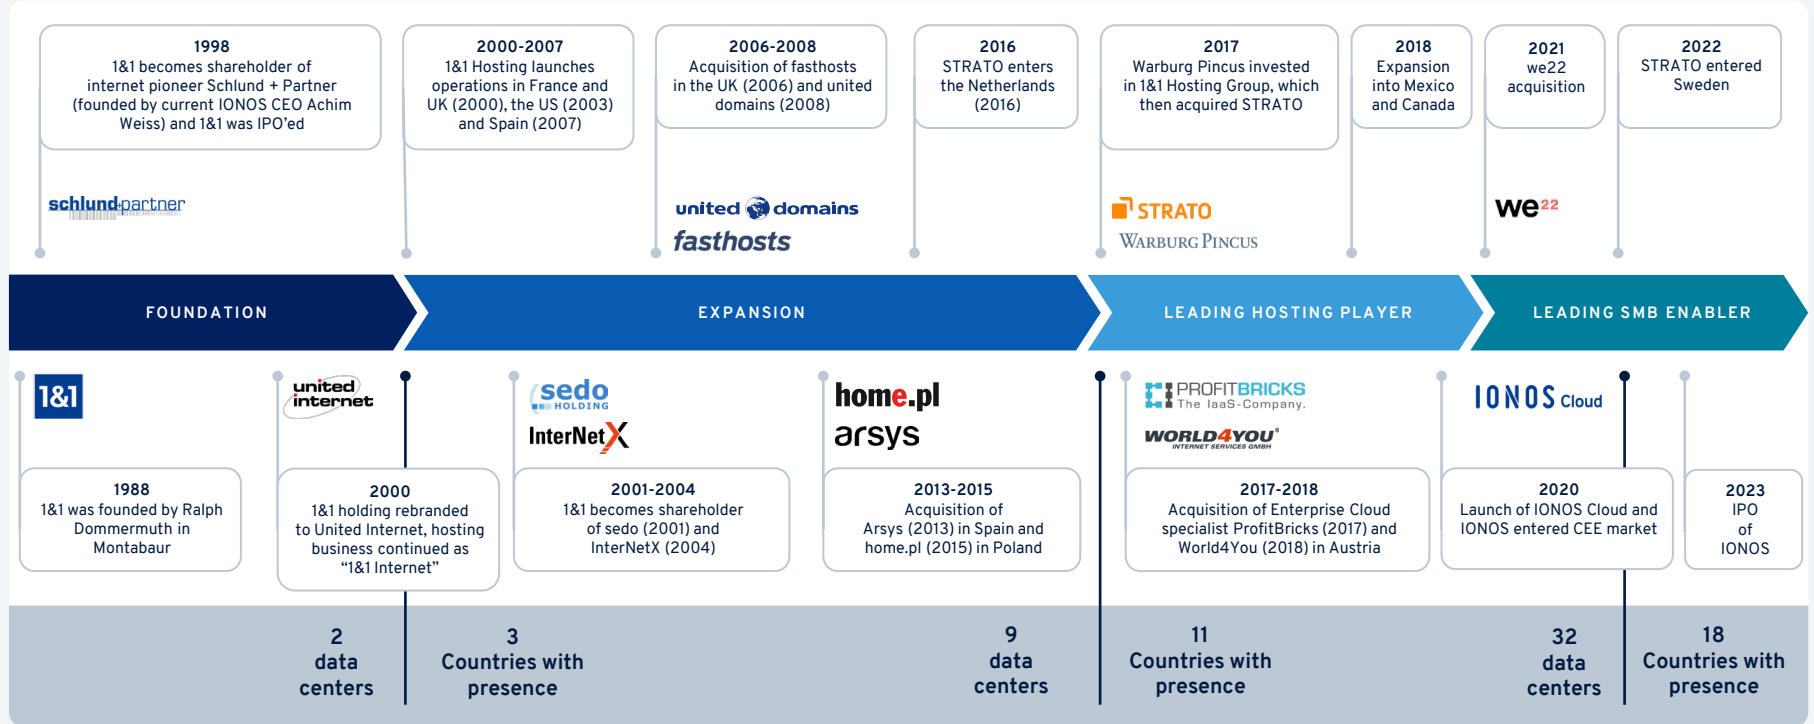 1998
1&1 becomes shareholder of
internet pioneer Schlund + Partner
(founded by current IONOS CEO Achim
Weiss) and 1&1 was IPO'ed
2000-2007
1&1 Hosting launches
operations in France and
UK (2000), the US (2003)
and Spain (2007)
2006-2008
Acquisition of fasthosts
in the UK (2006) and united
domains (2008)
2016
STRATO enters
the Netherlands
(2016)
2017
Warburg Pincus invested
in 1&1 Hosting Group, which
then acquired STRATO
2018
Expansion
into Mexico
and Canada
2021
we22
acquisition
2022
STRATO entered
Sweden
schlund+partner
united domains
fasthosts
STRATO
WARBURG PINCUS
we22
FOUNDATION
EXPANSION
LEADING HOSTING PLAYER
LEADING SMB ENABLER
1&1
united
internet
sedo
HOLDING
InterNetX
home.pl
arsys
PROFITBRICKS
The IaaS-Company.
WORLD4YOU®
INTERNET SERVICES GMBH
IONOS Cloud
1988
1&1 was founded by Ralph
Dommermuth in
Montabaur
2000
1&1 holding rebranded
to United Internet, hosting
business continued as
“1&1 Internet”
2001-2004
1&1 becomes shareholder
of sedo (2001) and
InterNetX (2004)
2013-2015
Acquisition of
Arsys (2013) in Spain and
home.pl (2015) in Poland
2017-2018
Acquisition of Enterprise Cloud
specialist ProfitBricks (2017) and
World4You (2018) in Austria
2020
Launch of IONOS Cloud and
IONOS entered CEE market
2023
IPO
of
IONOS
2
data
centers
3
Countries with
presence
9
data
centers
11
Countries with
presence
32
data
centers
18
Countries with
presence